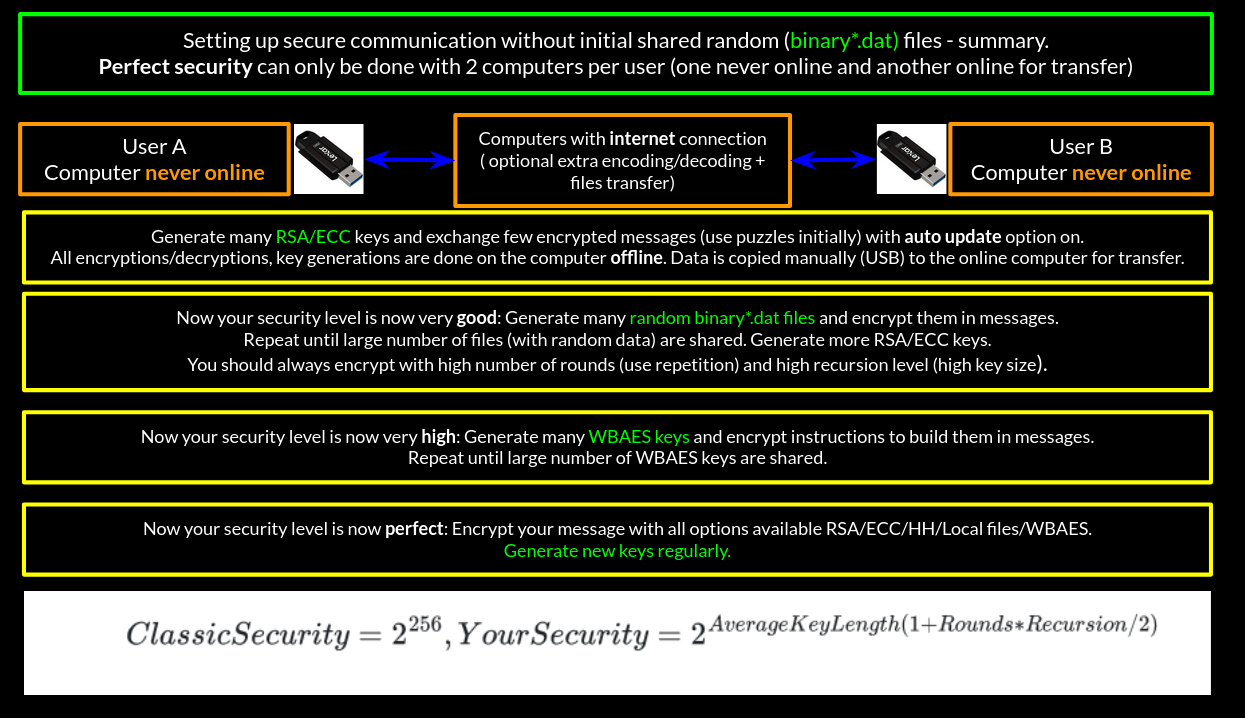 Setting up secure communication without initial shared random (binary*.dat) files - summary.
Perfect security can only be done with 2 computers per user (one never online and another online for transfer)
User A
Computer never online
Lexar
Computers with internet connection
( optional extra encoding/decoding +
files transfer)
Lexar
User B
Computer never online
Generate many RSA/ECC keys and exchange few encrypted messages (use puzzles initially) with auto update option on.
All encryptions/decryptions, key generations are done on the computer offline. Data is copied manually (USB) to the online computer for transfer.
Now your security level is now very good: Generate many random binary*.dat files and encrypt them in messages.
Repeat until large number of files (with random data) are shared. Generate more RSA/ECC keys.
You should always encrypt with high number of rounds (use repetition) and high recursion level (high key size).
Now your security level is now very high: Generate many WBAES keys and encrypt instructions to build them in messages.
Repeat until large number of WBAES keys are shared.
Now your security level is now perfect: Encrypt your message with all options available RSA/ECC/HH/Local files/WBAES.
Generate new keys regularly.
ClassicSecurity = 2^256, YourSecurity = 2^AverageKeyLength(1+Rounds*Recursion/2)